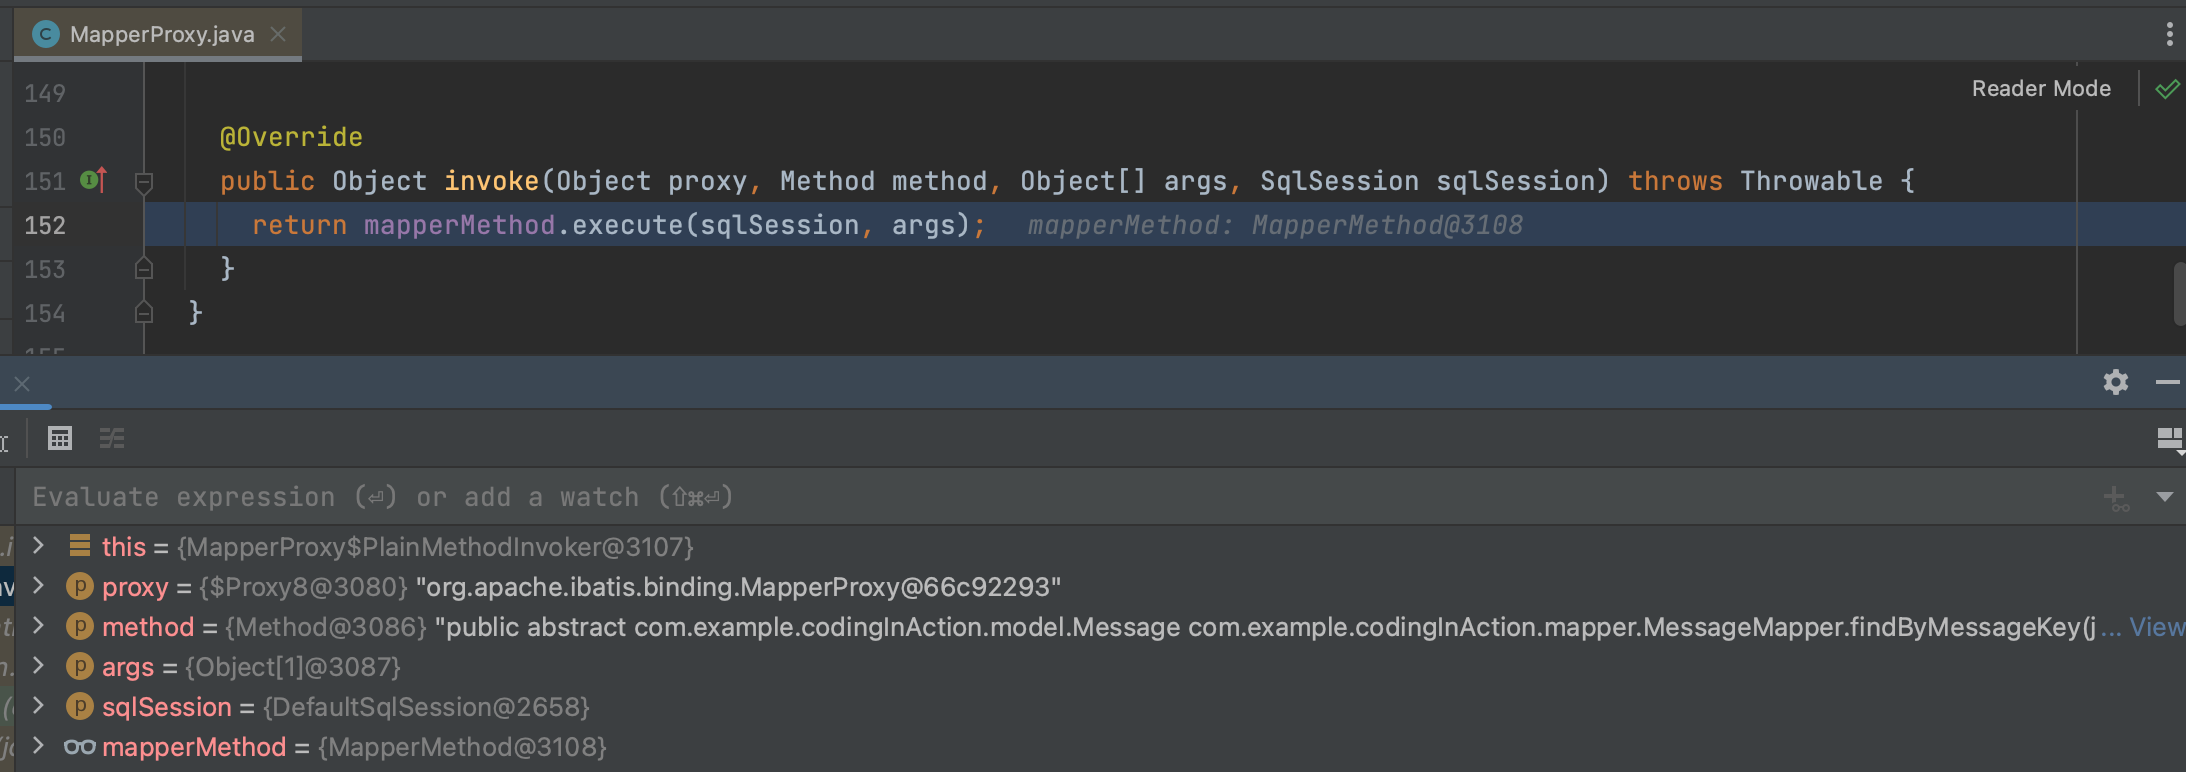 MapperProxy.java
Reader Mode
149
150 @Override
151 public Object invoke(Object proxy, Method method, Object[] args, SqlSession sqlSession) throws Throwable {
152 return mapperMethod.execute(sqlSession, args); mapperMethod: MapperMethod@3108
153 }
154 }
Evaluate expression (⏎) or add a watch (⇧⌘⏎)
this = {MapperProxy$PlainMethodInvoker@3107}
proxy = {$Proxy8@3080} "org.apache.ibatis.binding.MapperProxy@66c92293"
method = {Method@3086} "public abstract com.example.codingInAction.model.Message com.example.codingInAction.mapper.MessageMapper.findByMessageKey(j... View
args = {Object[1]@3087}
sqlSession = {DefaultSqlSession@2658}
mapperMethod = {MapperMethod@3108}